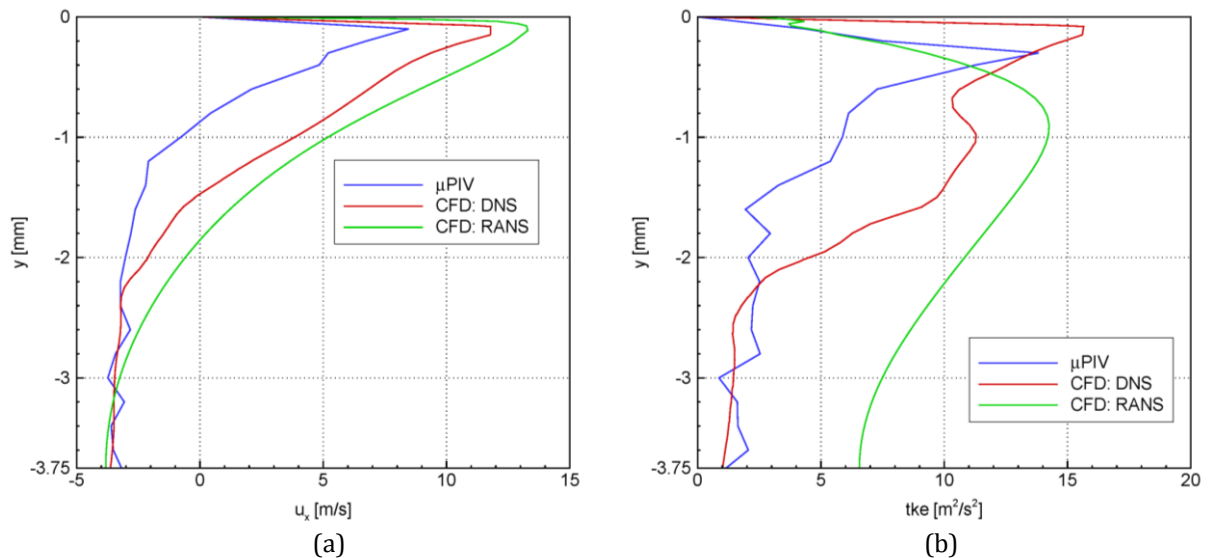 0
-1
-2
-3
-3.75
y [mm]
-5
0
5
10
15
uₓ [m/s]
μPIV
CFD: DNS
CFD: RANS
(a)
0
-1
-2
-3
-3.75
y [mm]
0
5
10
15
20
tke [m²/s²]
μPIV
CFD: DNS
CFD: RANS
(b)